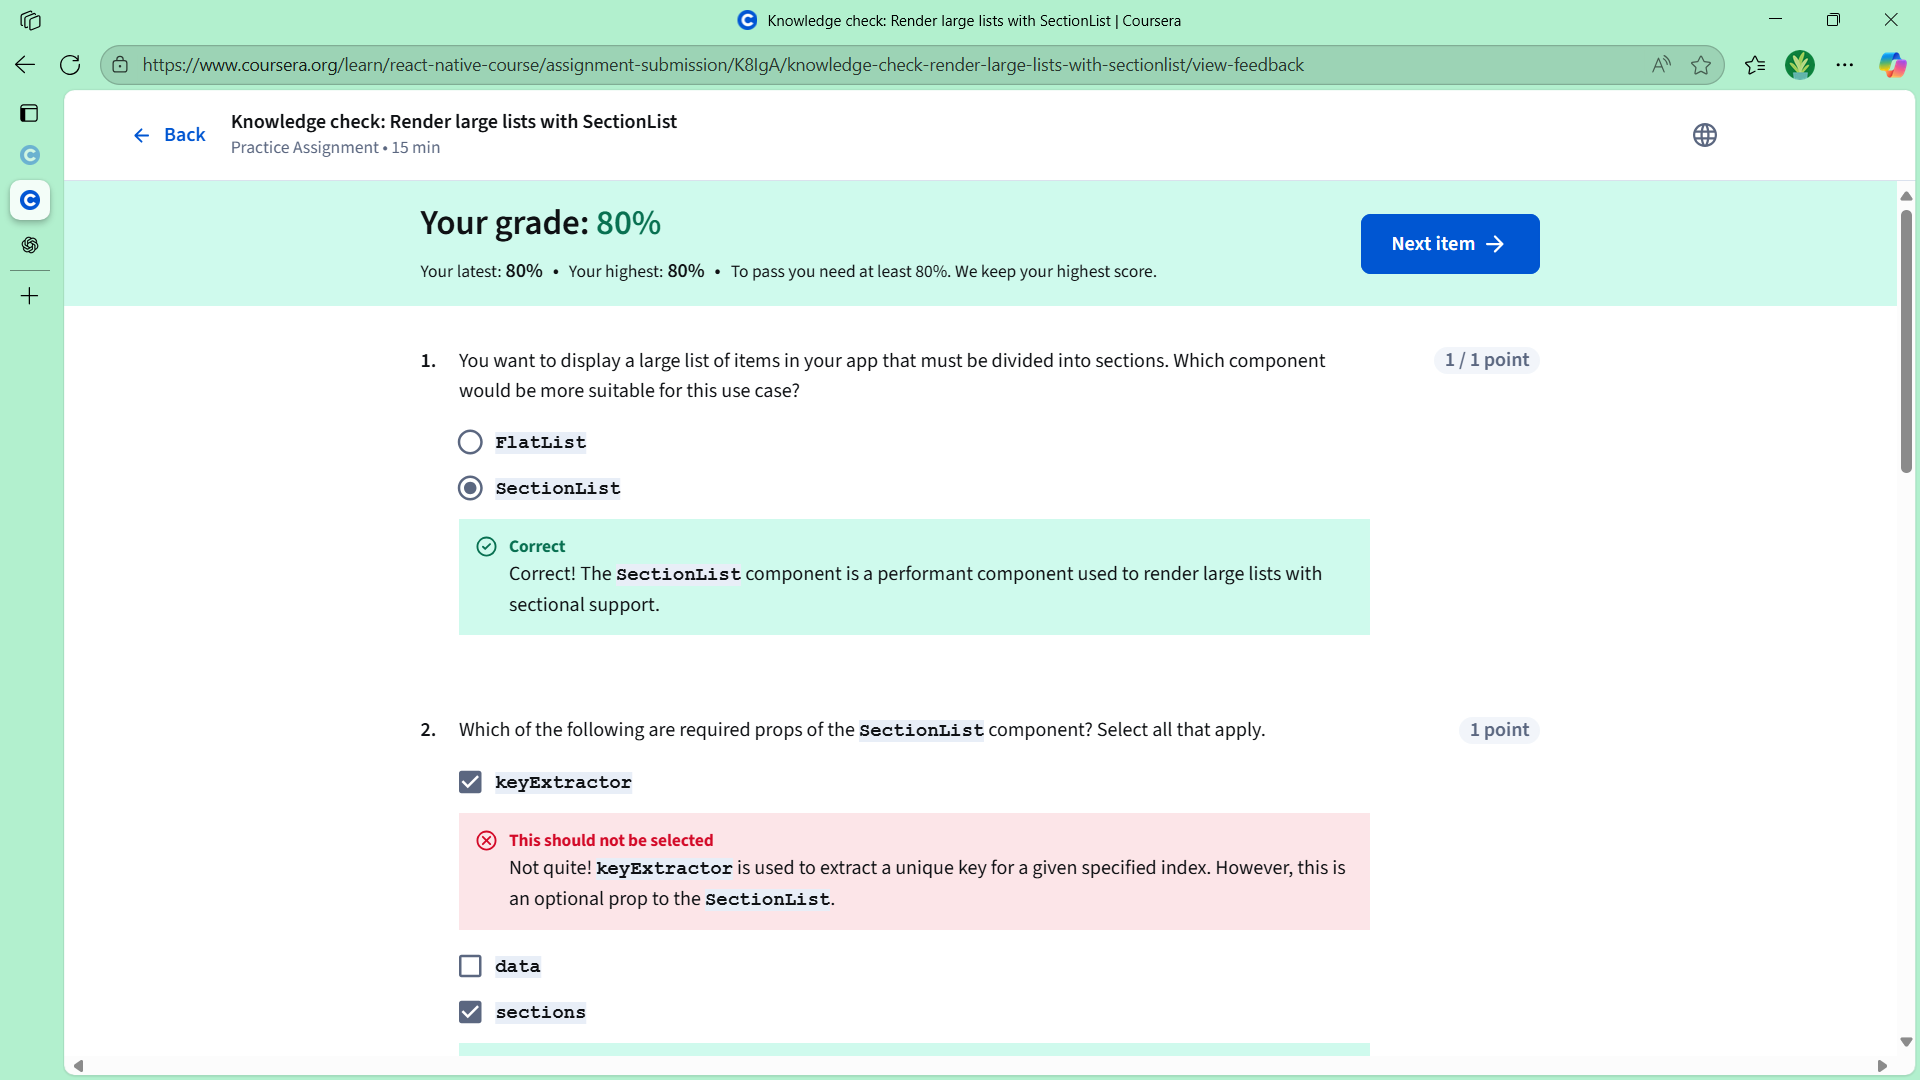 Knowledge check: Render large lists with SectionList | Coursera
https://www.coursera.org/learn/react-native-course/assignment-submission/K8IgA/knowledge-check-render-large-lists-with-sectionlist/view-feedback
Back
Knowledge check: Render large lists with SectionList
Practice Assignment • 15 min
Your grade: 80%
Your latest: 80% • Your highest: 80% • To pass you need at least 80%. We keep your highest score.
Next item
1. You want to display a large list of items in your app that must be divided into sections. Which component
would be more suitable for this use case?
1 / 1 point
FlatList
SectionList
Correct
Correct! The SectionList component is a performant component used to render large lists with
sectional support.
2. Which of the following are required props of the SectionList component? Select all that apply.
1 point
keyExtractor
This should not be selected
Not quite! keyExtractor is used to extract a unique key for a given specified index. However, this is
an optional prop to the SectionList.
data
sections